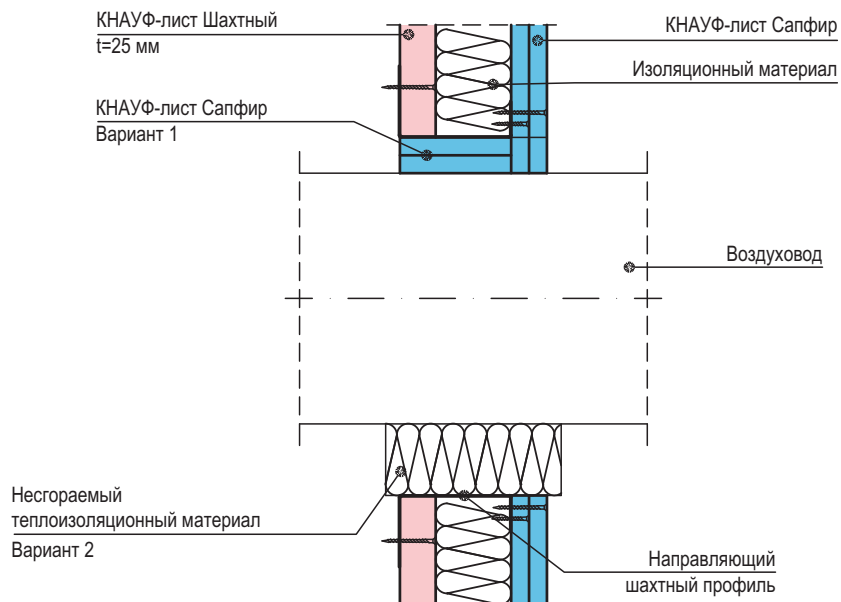 КНАУФ-лист Шахтный
t=25 мм
КНАУФ-лист Сапфир
Изоляционный материал
КНАУФ-лист Сапфир
Вариант 1
Воздуховод
Несгораемый
теплоизоляционный материал
Вариант 2
Направляющий
шахтный профиль